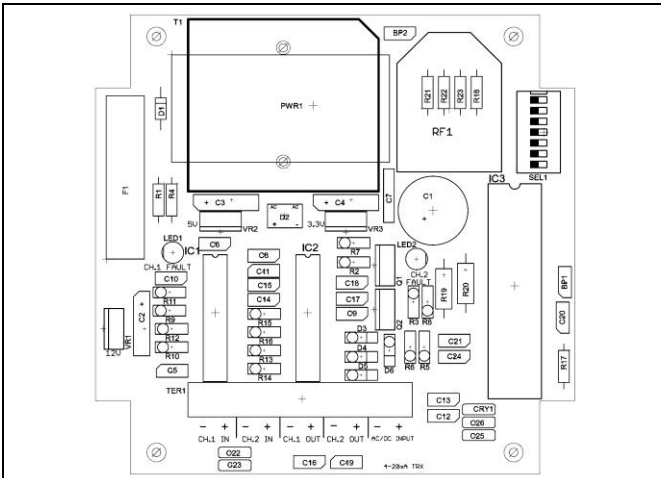 T1
BP2
PWR1
D1
F1
R1
R4
R21
R22
R23
R18
RF1
SEL1
IC3
C7
C1
+ C3 +
+ C4 +
AC AC
D2
+ -
5V
VR2
3.3V
VR3
LED1
IC1
C6
IC2
R7
R2
LED2
CH.1 FAULT
CH.2 FAULT
C10
C8
C41
C15
C14
C18
C17
C9
Q1
Q2
R19
R20
BP1
C20
R17
R11
R9
R12
R10
C2 +
VR1
12V
C5
R15
R16
R13
R14
D3
D4
D5
D6
R3
R8
R6
R5
C21
C24
TER1
C13
C12
CRY1
C26
C25
− + − + − + − + − +
CH.1 IN CH.2 IN CH.1 OUT CH.2 OUT AC/DC INPUT
C16
C49
4-20mA TRX